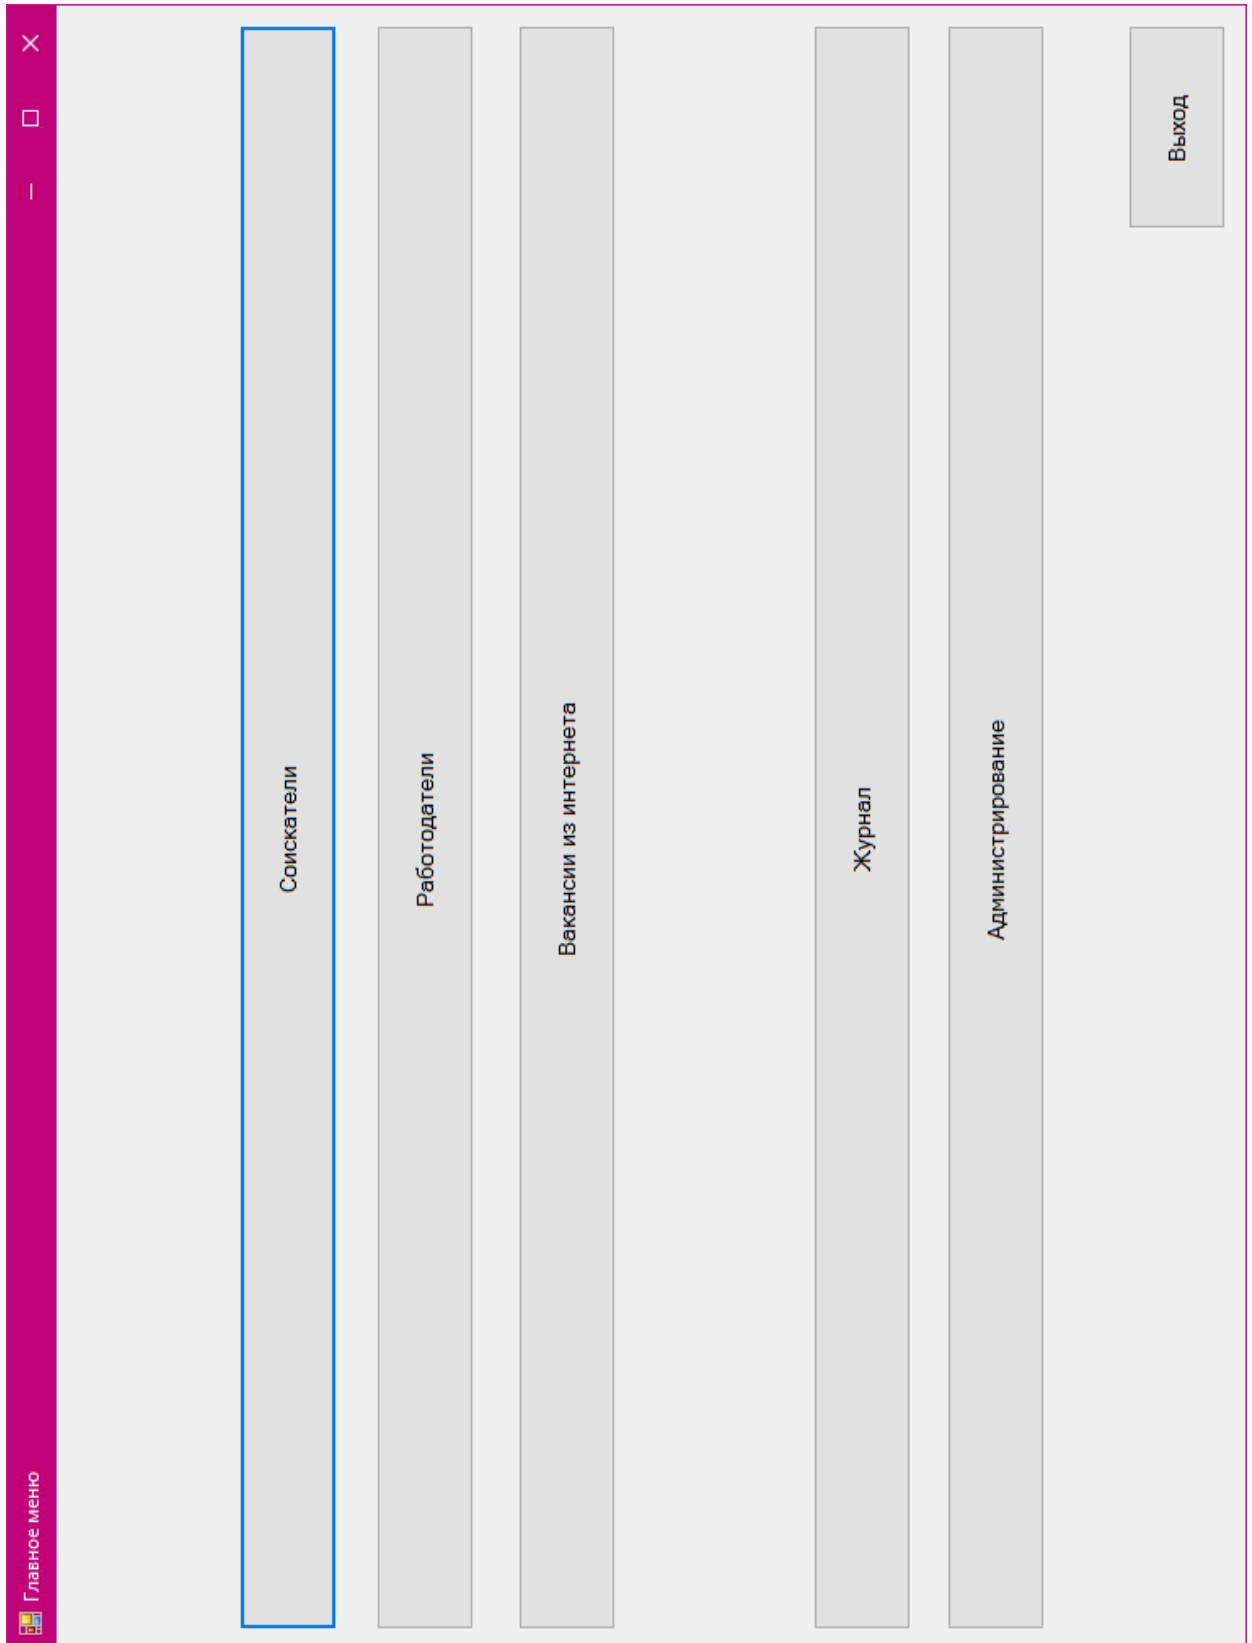 Главное меню
Соискатели
Работодатели
Вакансии из интернета
Журнал
Администрирование
Выход